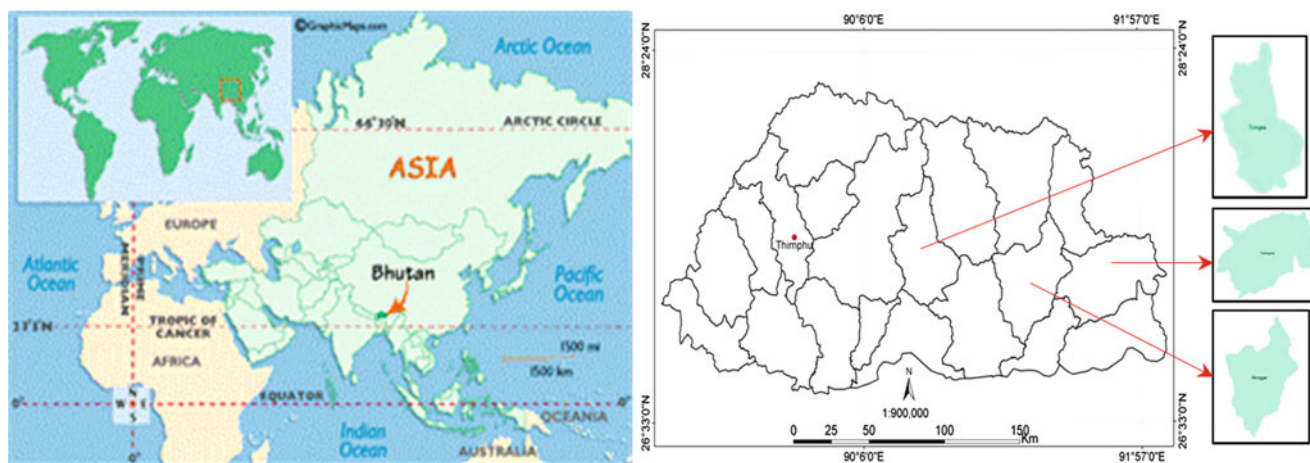 ©GraphicMaps.com
Arctic Ocean
66°30'N
ARCTIC CIRCLE
ASIA
EUROPE
Atlantic
Ocean
PRIME
MERIDIAN
Bhutan
Pacific
Ocean
TROPIC OF
CANCER
AFRICA
1500 mi
1500 km
N
W E
S
EQUATOR
0°
0°
OCEANIA
Indian
Ocean
AUSTRALIA
0°
90°6'0"E
91°57'0"E
28°24'0"N
28°24'0"N
Thimphu
N
1:900,000
0 25 50 100 150
Km
26°33'0"N
26°33'0"N
90°6'0"E
91°57'0"E